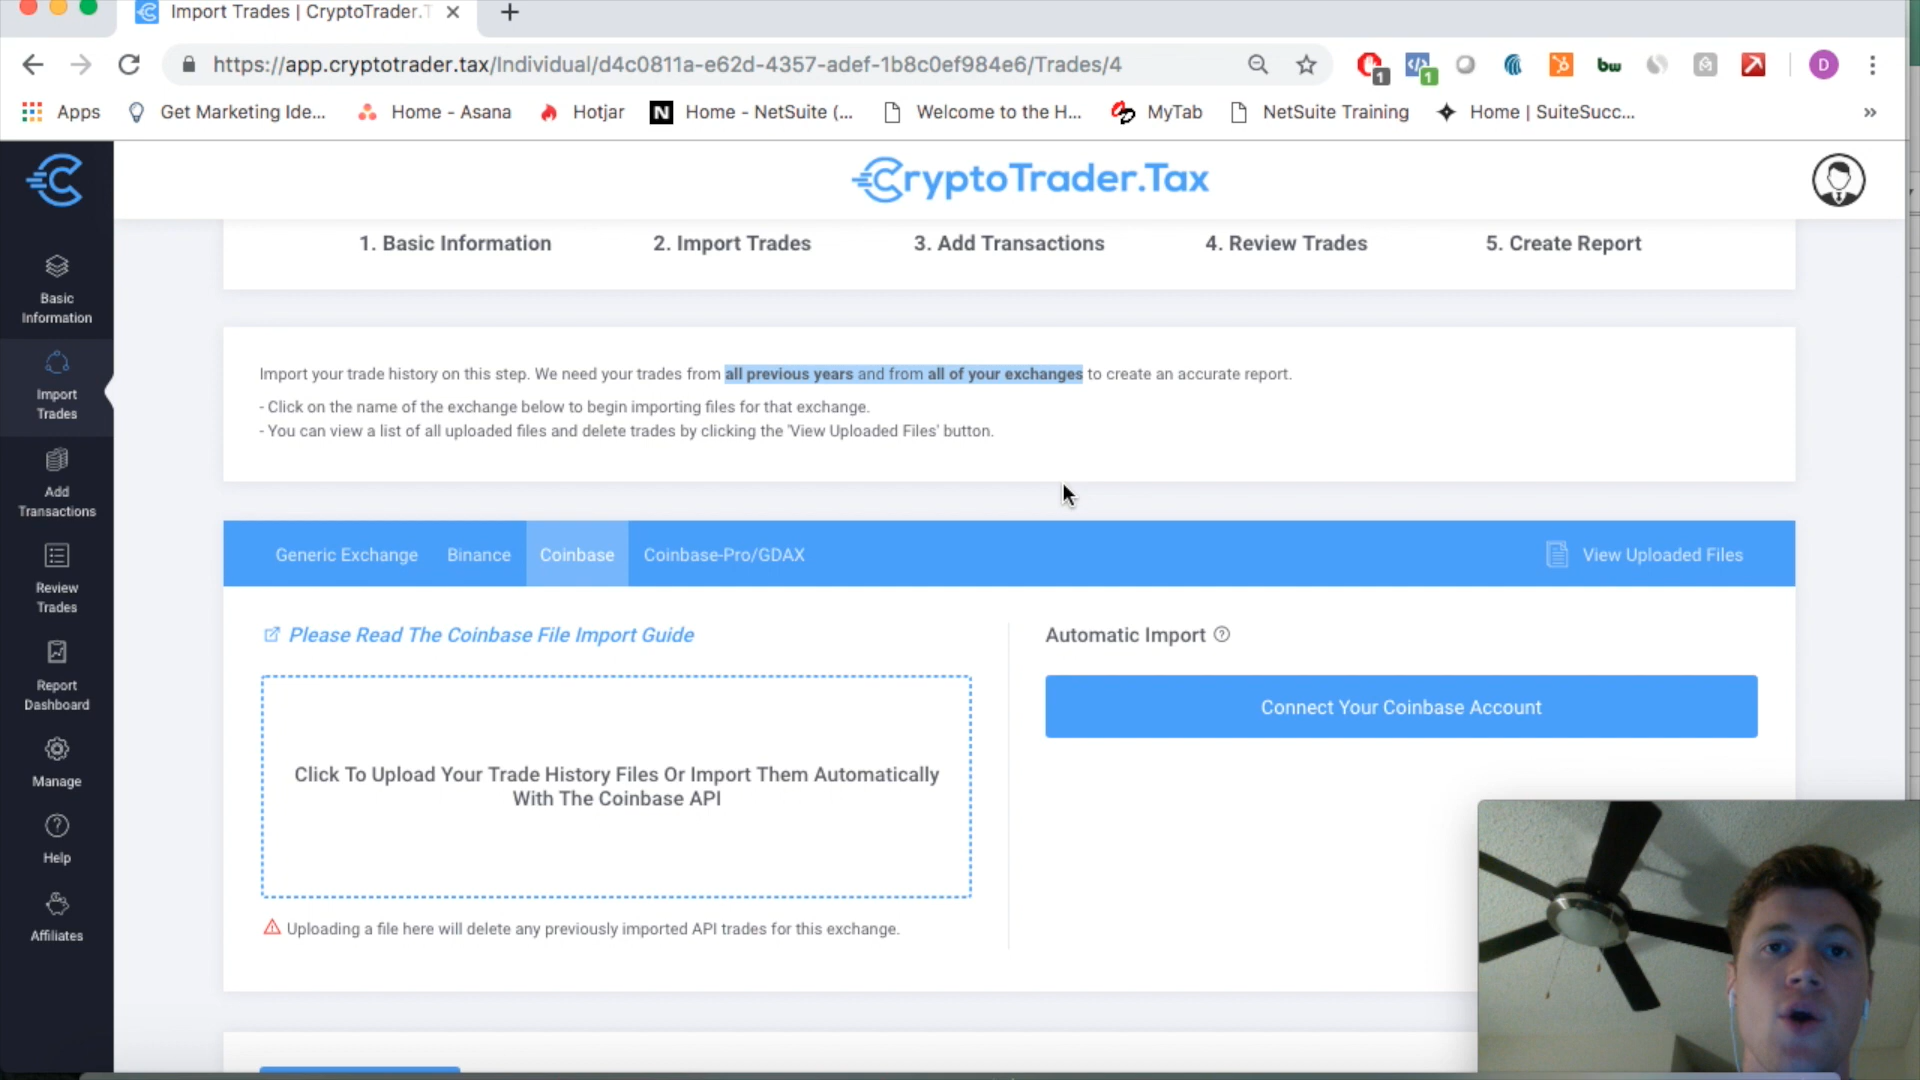 Import Trades | CryptoTrader.T
https://app.cryptotrader.tax/Individual/d4c0811a-e62d-4357-adef-1b8c0ef984e6/Trades/4
1
1
bw
D
Apps
Get Marketing Ide...
Home - Asana
Hotjar
N
Home - NetSuite (...
Welcome to the H...
MyTab
NetSuite Training
Home | SuiteSucc...
CryptoTrader.Tax
1. Basic Information
2. Import Trades
3. Add Transactions
4. Review Trades
5. Create Report
Basic
Information
Import
Trades
Add
Transactions
Review
Trades
Report
Dashboard
Manage
Help
Affiliates
Import your trade history on this step. We need your trades from all previous years and from all of your exchanges to create an accurate report.
- Click on the name of the exchange below to begin importing files for that exchange.
- You can view a list of all uploaded files and delete trades by clicking the 'View Uploaded Files' button.
Generic Exchange
Binance
Coinbase
Coinbase-Pro/GDAX
View Uploaded Files
Please Read The Coinbase File Import Guide
Click To Upload Your Trade History Files Or Import Them Automatically
With The Coinbase API
Uploading a file here will delete any previously imported API trades for this exchange.
Automatic Import
Connect Your Coinbase Account